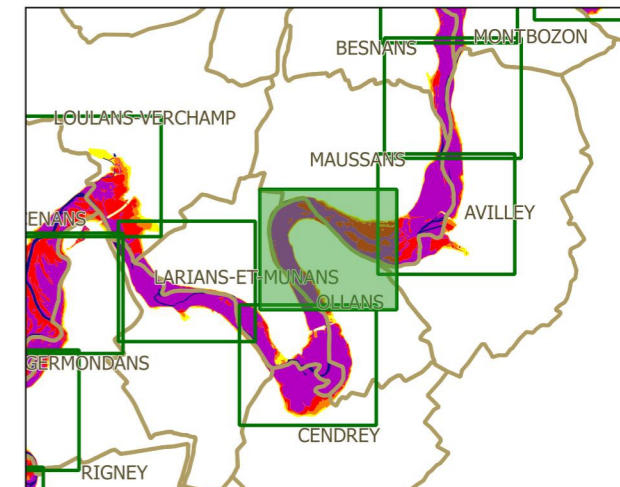 MONTBOZON
BESNANS
LOULANS-VERCHAMP
MAUSSANS
AVILLEY
ENANS
LARIANS-ET-MUNANS
OLLANS
GERMONDANS
CENDREY
RIGNEY